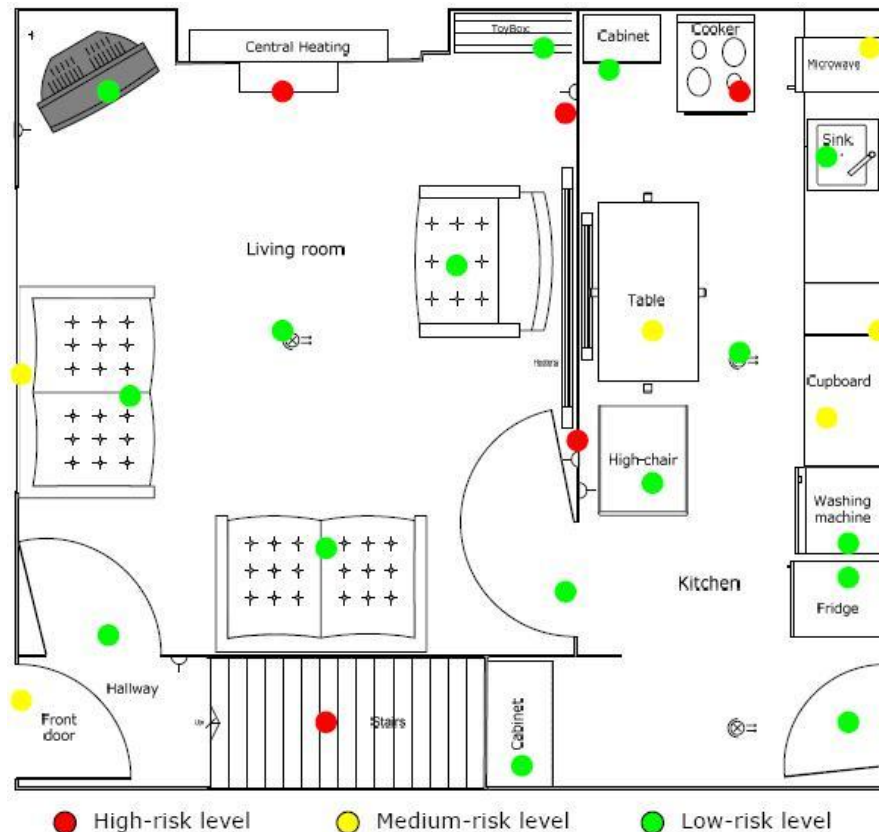 Central Heating
ToyBox
Cabinet
Cooker
Microwave
Sink
Living room
Table
Cupboard
High-chair
Washing
machine
Kitchen
Fridge
Hallway
Front
door
Stairs
Cabinet
High-risk level
Medium-risk level
Low-risk level